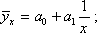 ȳₓ = a₀ + a₁ 1/x ;